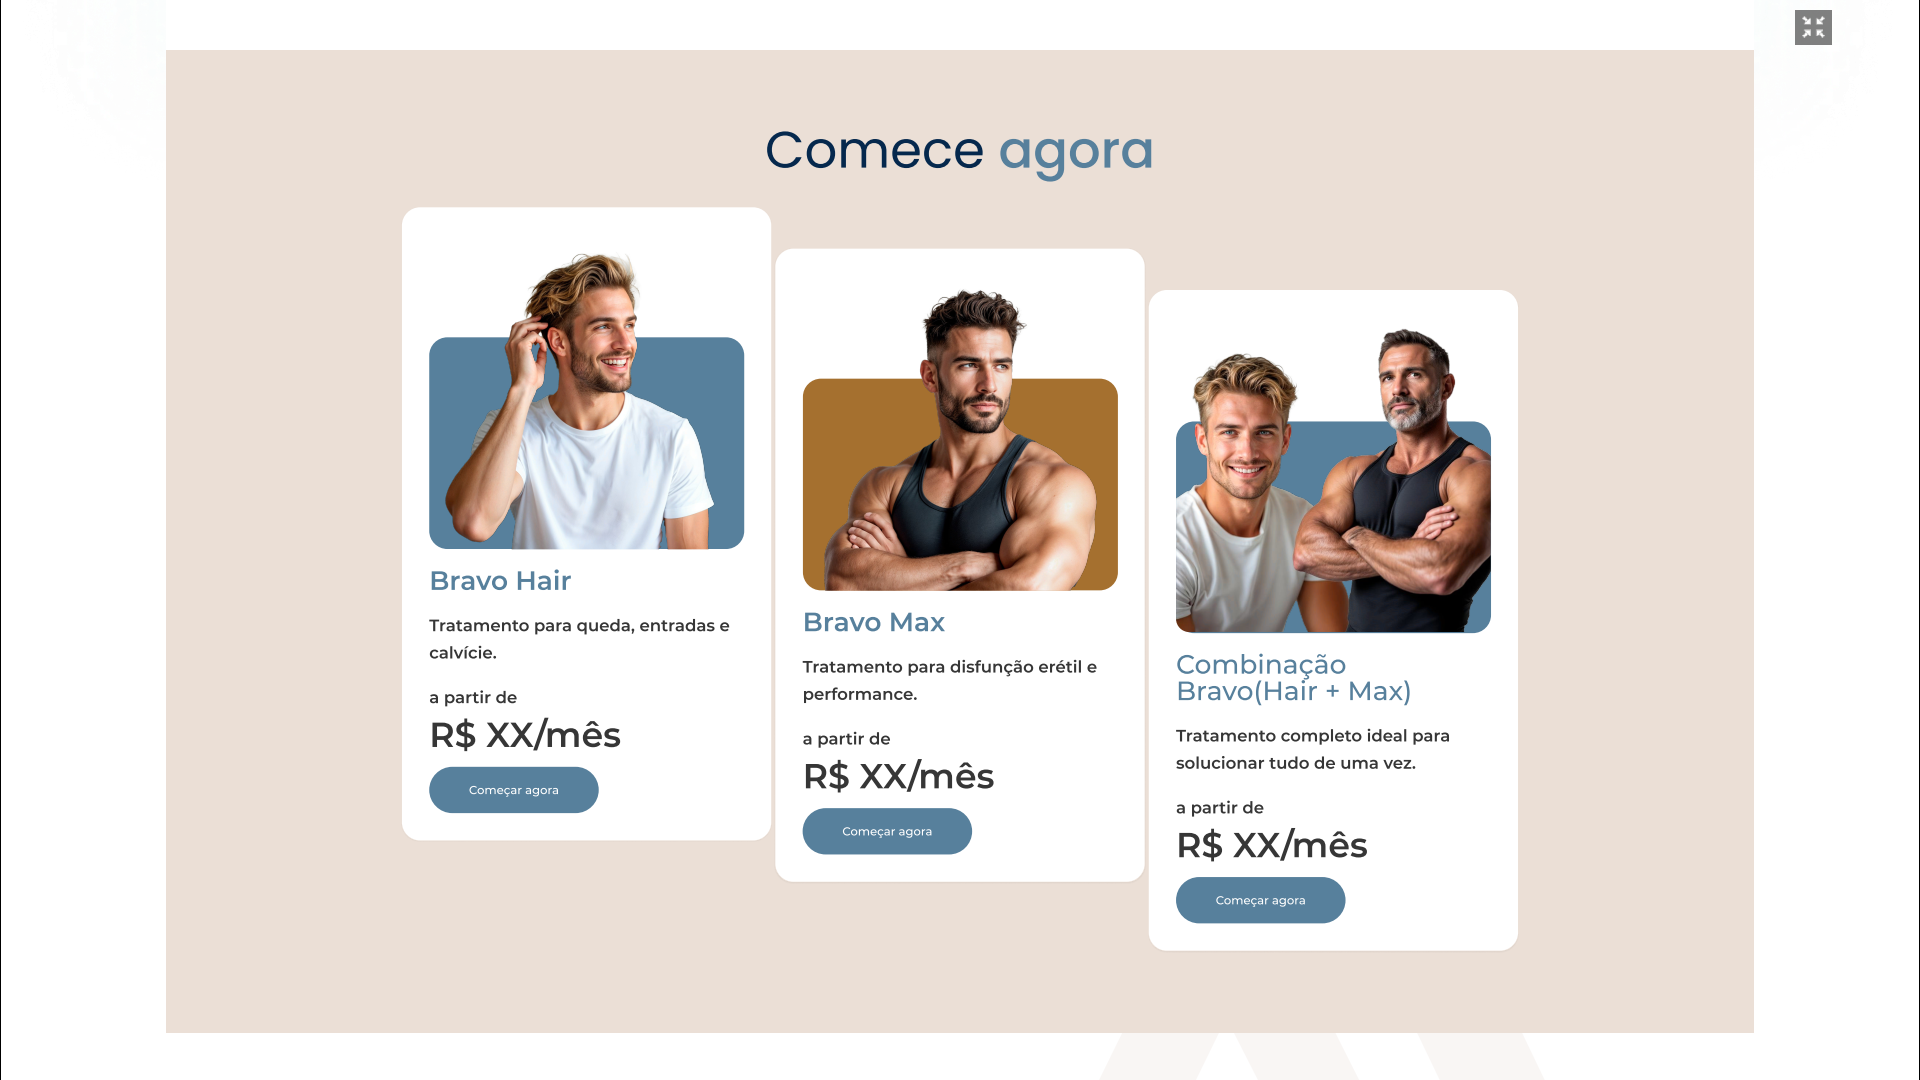 Comece agora
Bravo Hair
Tratamento para queda, entradas e
calvície.
a partir de
R$ XX/mês
Começar agora
Bravo Max
Tratamento para disfunção erétil e
performance.
a partir de
R$ XX/mês
Começar agora
Combinação
Bravo(Hair + Max)
Tratamento completo ideal para
solucionar tudo de uma vez.
a partir de
R$ XX/mês
Começar agora